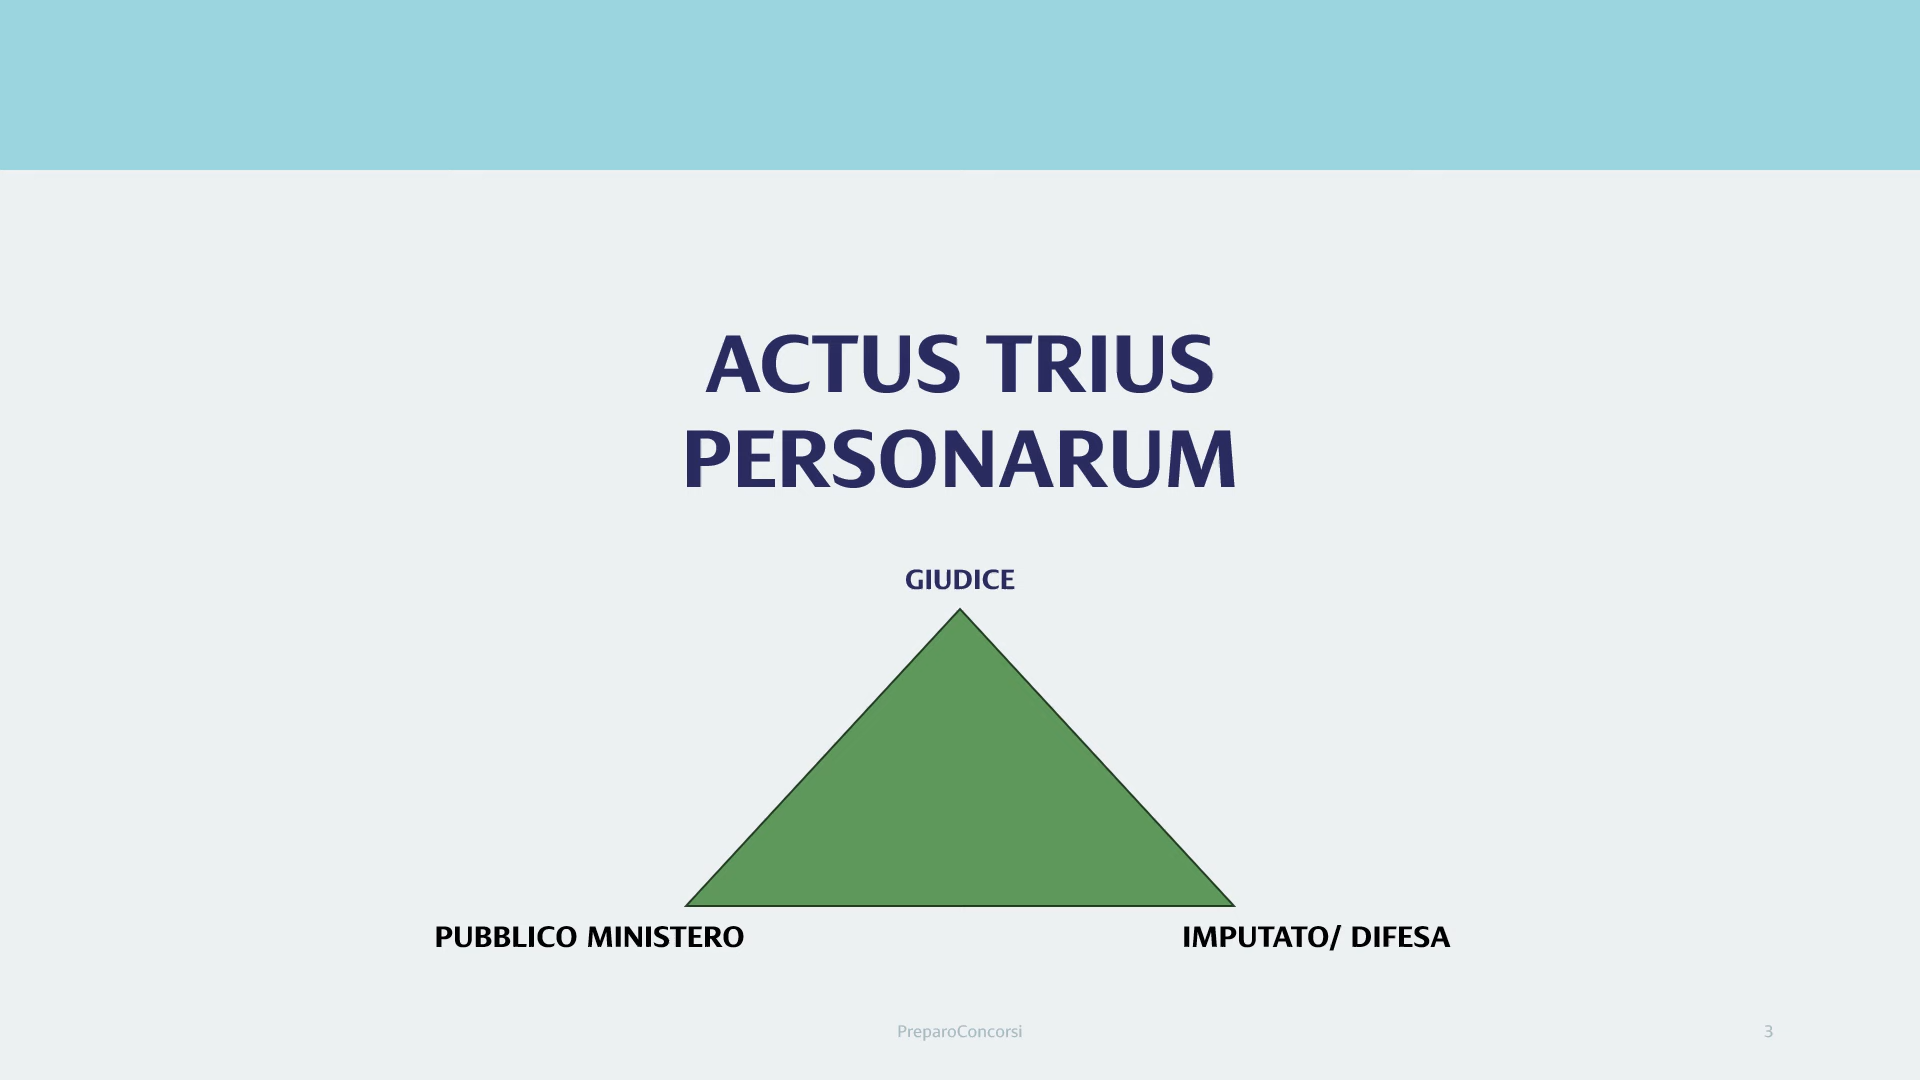 ACTUS TRIUS
PERSONARUM
GIUDICE
PUBBLICO MINISTERO
IMPUTATO/ DIFESA
PreparoConcorsi
3